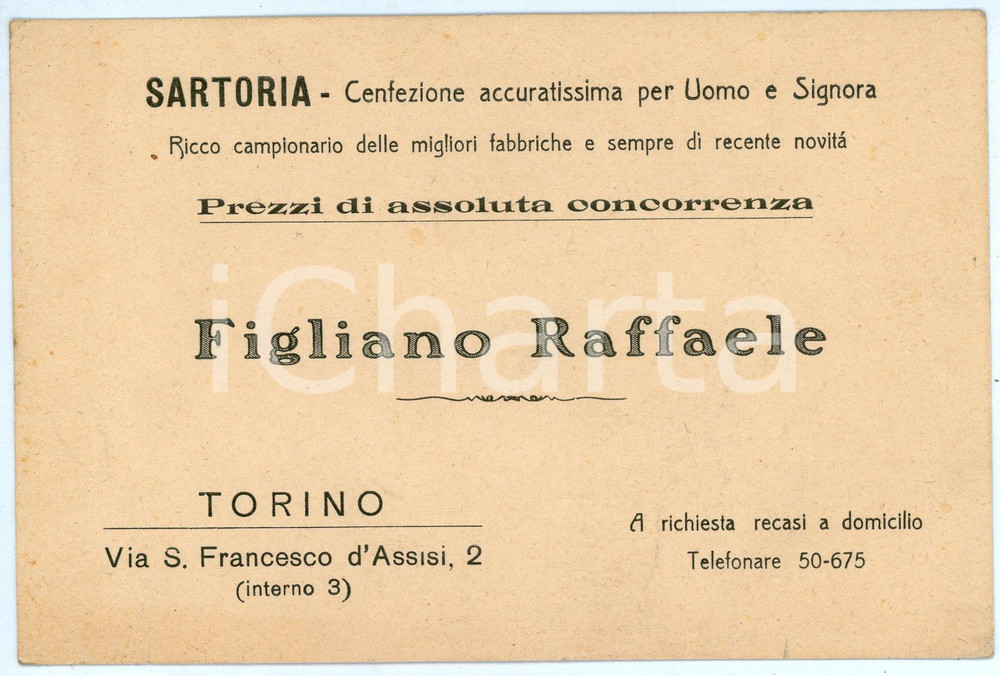 SARTORIA - Cenfezione accuratissima per Uomo e Signora
Ricco campionario delle migliori fabbriche e sempre dì recente novitá
Prezzi di assoluta concorrenza
iCharta
Figliano Raffaele
TORINO
Via S. Francesco d'Assisi, 2
(interno 3)
A richiesta recasi a domicilio
Telefonare 50-675